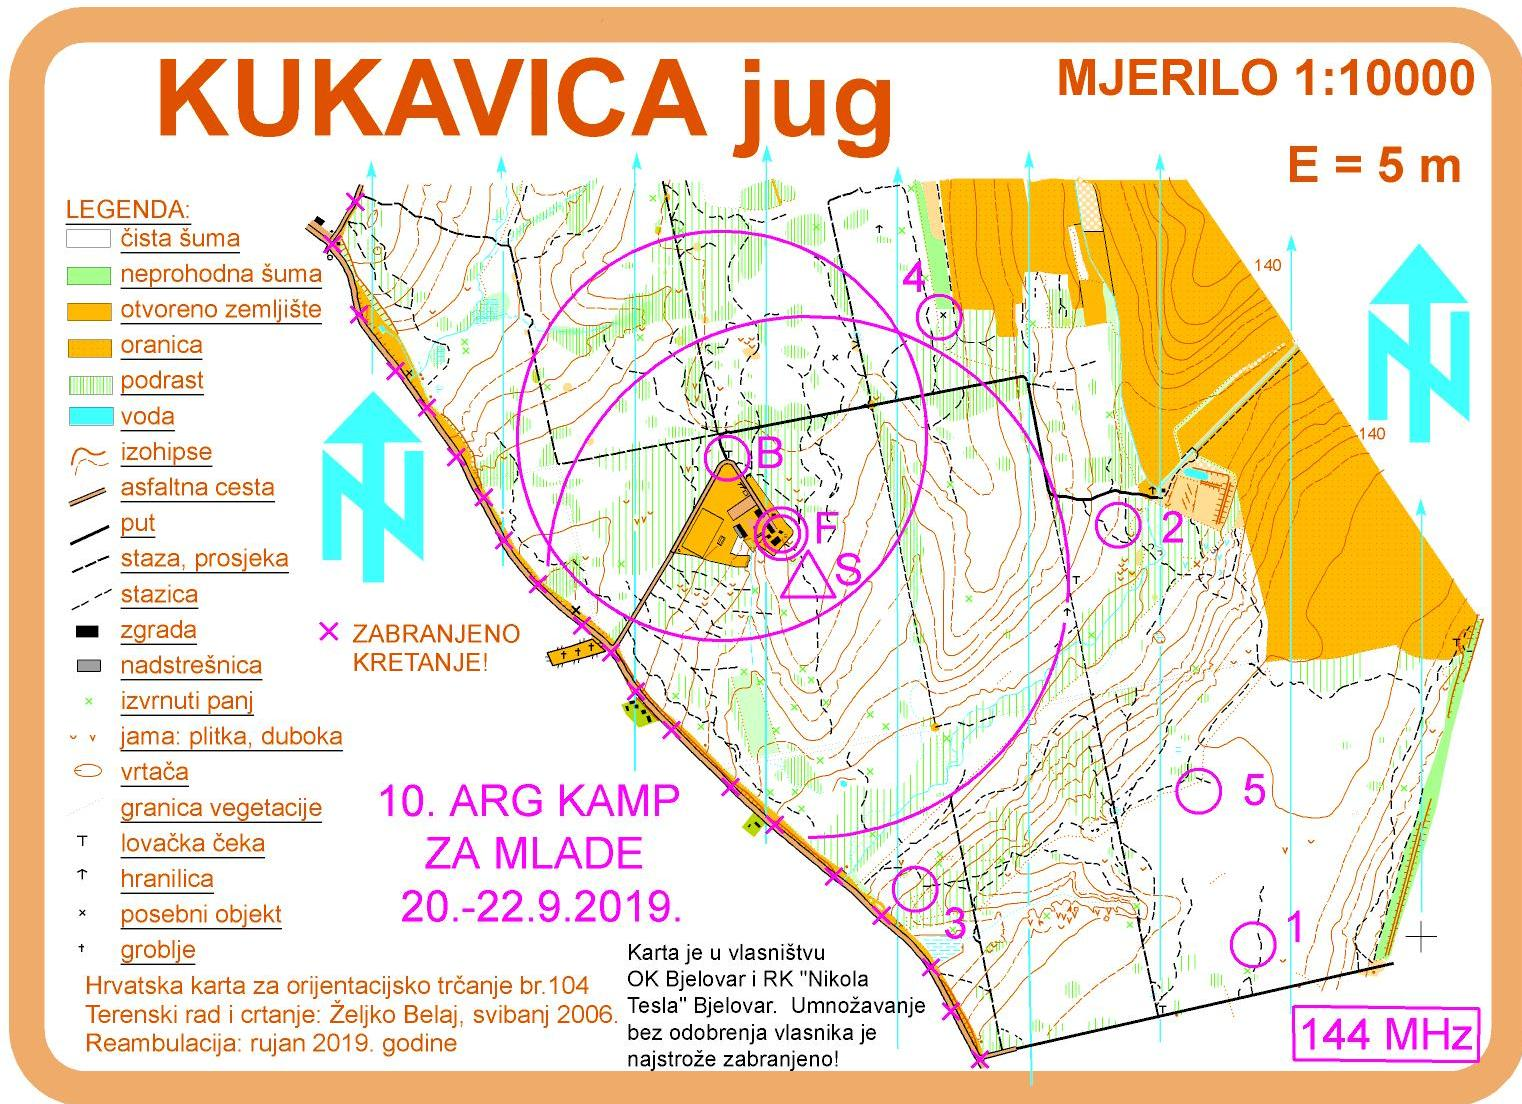 KUKAVICA jug
MJERILO 1:10000
E = 5 m
LEGENDA:
čista šuma
neprohodna šuma
otvoreno zemljište
oranica
podrast
voda
izohipse
asfaltna cesta
put
staza, prosjeka
stazica
zgrada
nadstrešnica
izvrnuti panj
jama: plitka, duboka
vrtača
granica vegetacije
lovačka čeka
hranilica
posebni objekt
groblje
ZABRANJENO
KRETANJE!
140
140
4
B
F
S
2
5
3
1
10. ARG KAMP
ZA MLADE
20.-22.9.2019.
Karta je u vlasništvu
OK Bjelovar i RK "Nikola
Tesla" Bjelovar. Umnožavanje
bez odobrenja vlasnika je
najstrože zabranjeno!
Hrvatska karta za orijentacijsko trčanje br.104
Terenski rad i crtanje: Željko Belaj, svibanj 2006.
Reambulacija: rujan 2019. godine
144 MHz